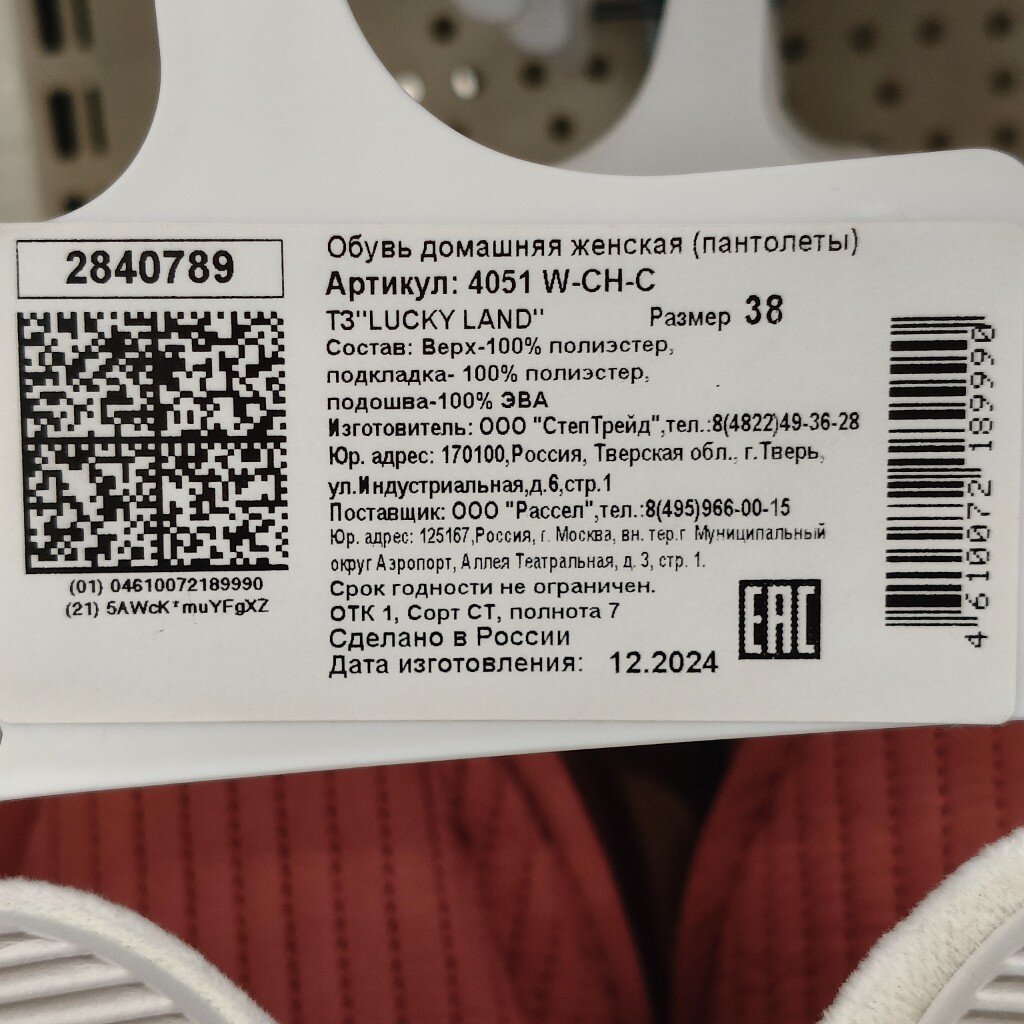 2840789
(01) 04610072189990
(21) 5AWcK*muYFgXZ
Обувь домашняя женская (пантолеты)
Артикул: 4051 W-CH-C
ТЗ"LUCKY LAND" Размер 38
Состав: Верх-100% полиэстер,
подкладка- 100% полиэстер,
подошва-100% ЭВА
Изготовитель: ООО "СтепТрейд",тел.:8(4822)49-36-28
Юр. адрес: 170100,Россия, Тверская обл., г.Тверь,
ул.Индустриальная,д.6,стр.1
Поставщик: ООО "Рассел",тел.:8(495)966-00-15
Юр. адрес: 125167,Россия, г. Москва, вн. тер.г Муниципальный
округ Аэропорт, Аллея Театральная, д. 3, стр. 1.
Срок годности не ограничен.
ОТК 1, Сорт СТ, полнота 7
Сделано в России
Дата изготовления: 12.2024
EAC
4 610072 189990